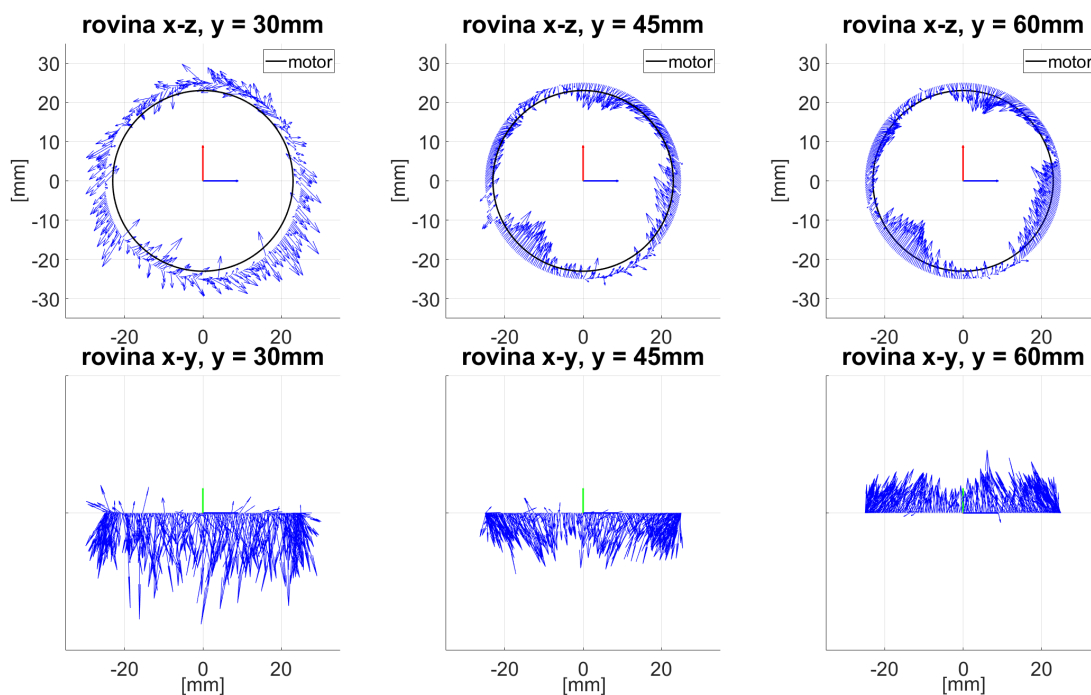 rovina x-z, y = 30mm
rovina x-z, y = 45mm
rovina x-z, y = 60mm
motor
motor
motor
30
20
10
0
-10
-20
-30
[mm]
-20
0
20
30
20
10
0
-10
-20
-30
[mm]
-20
0
20
30
20
10
0
-10
-20
-30
[mm]
-20
0
20
rovina x-y, y = 30mm
rovina x-y, y = 45mm
rovina x-y, y = 60mm
-20
0
20
[mm]
-20
0
20
[mm]
-20
0
20
[mm]